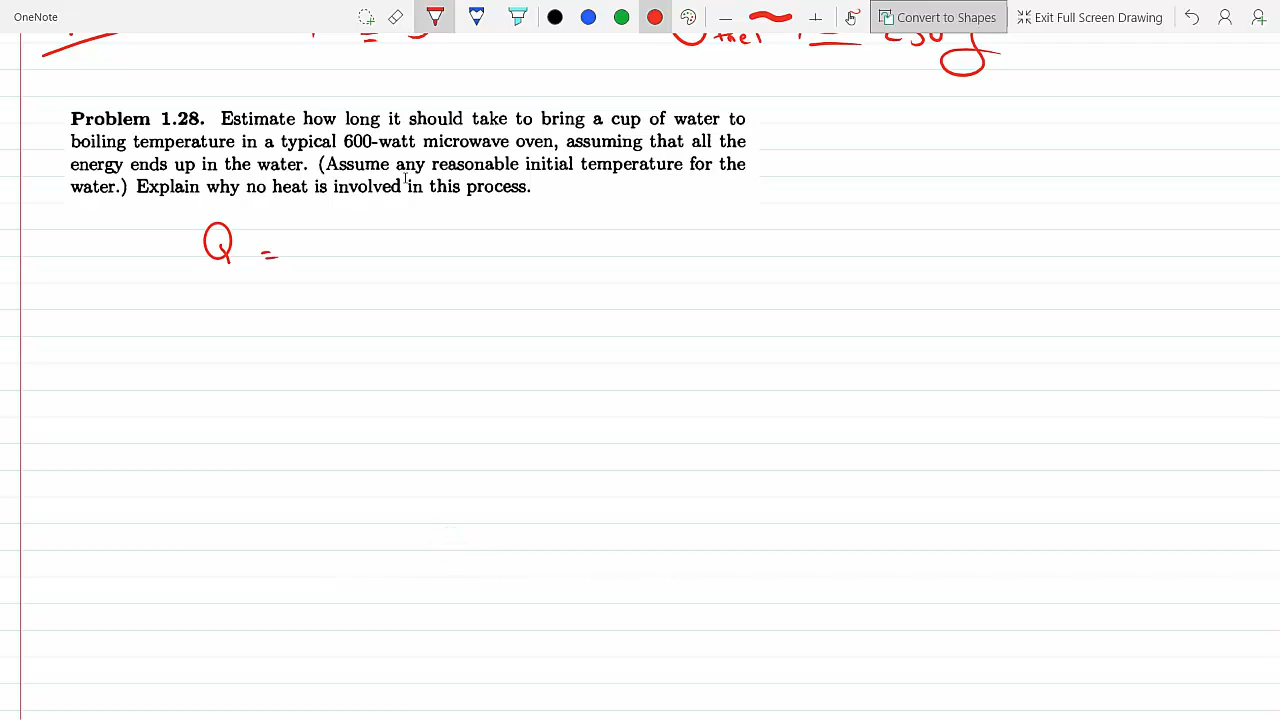 OneNote
Convert to Shapes
Exit Full Screen Drawing
Problem 1.28. Estimate how long it should take to bring a cup of water to
boiling temperature in a typical 600-watt microwave oven, assuming that all the
energy ends up in the water. (Assume any reasonable initial temperature for the
water.) Explain why no heat is involved in this process.
Q =